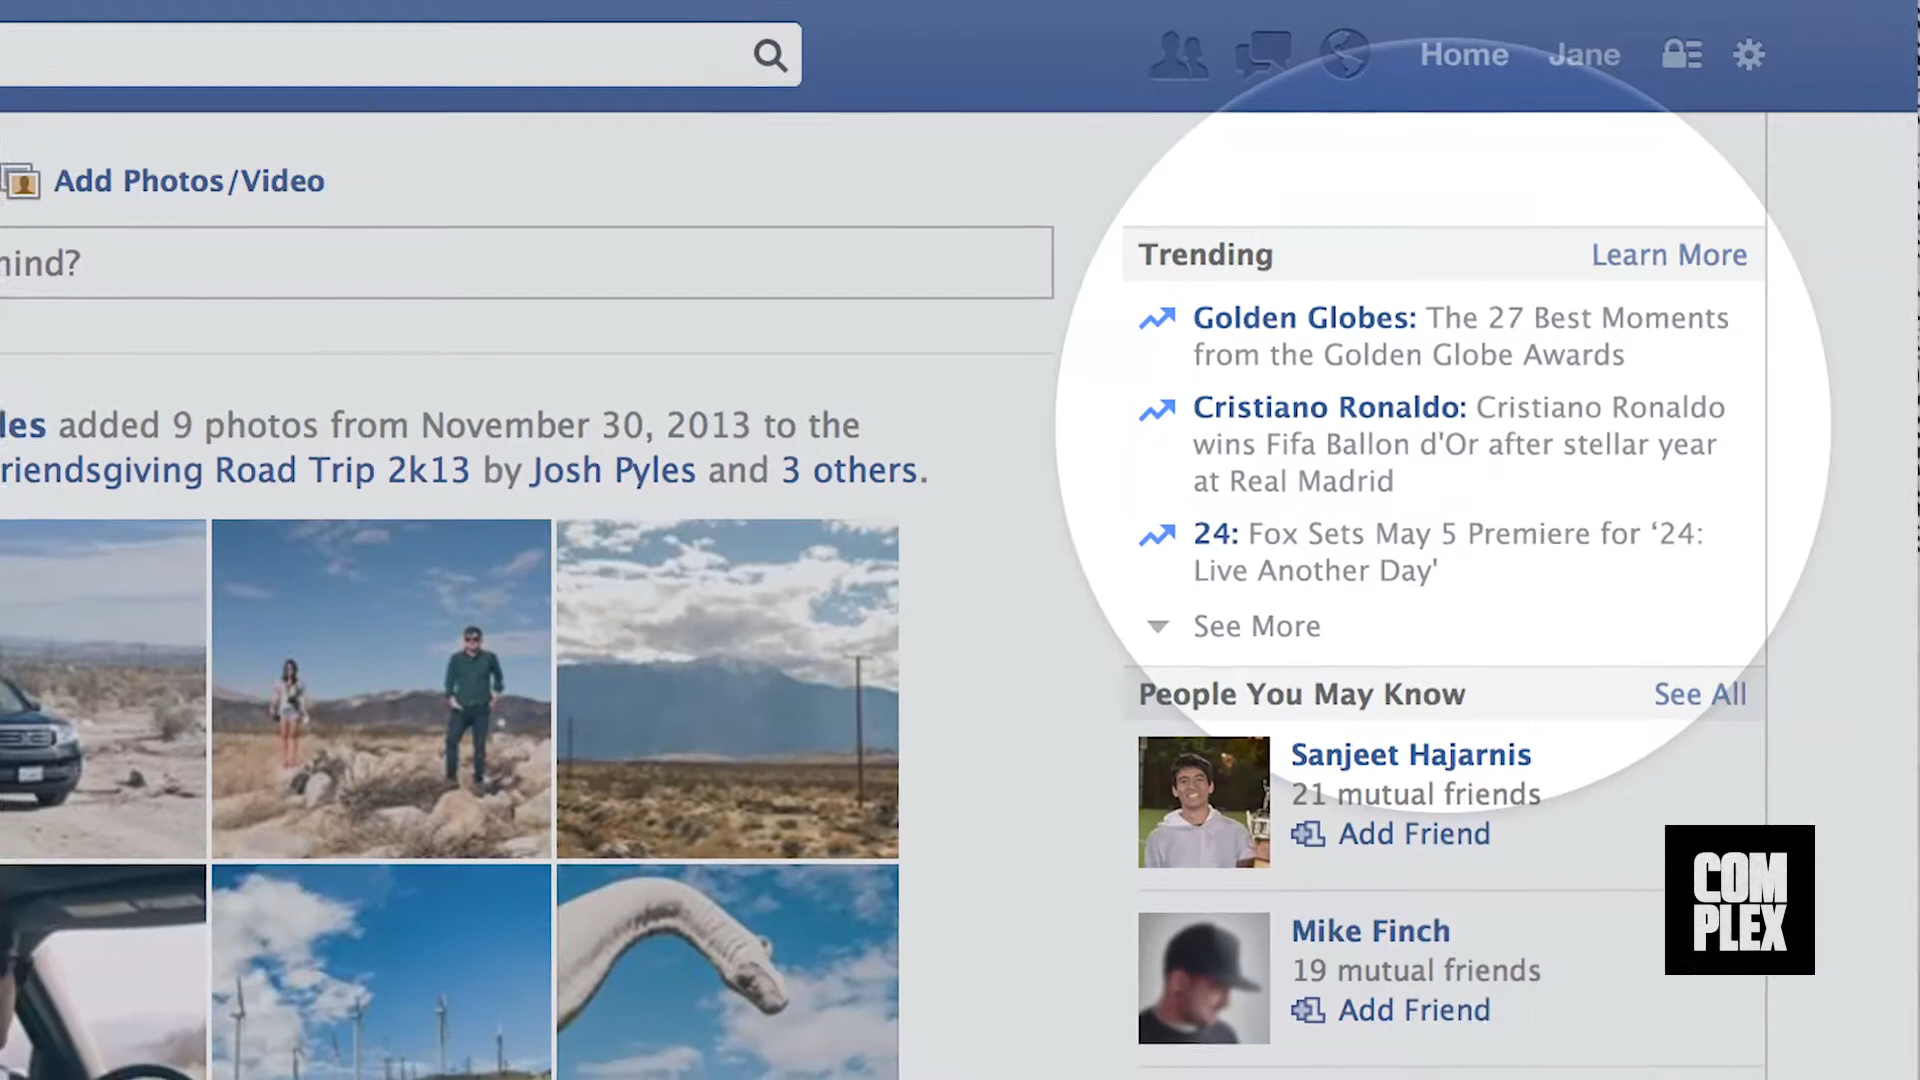 Home Jane
Add Photos/Video
mind?
Trending Learn More
Golden Globes: The 27 Best Moments
from the Golden Globe Awards
Cristiano Ronaldo: Cristiano Ronaldo
wins Fifa Ballon d'Or after stellar year
at Real Madrid
24: Fox Sets May 5 Premiere for ‘24:
Live Another Day'
See More
les added 9 photos from November 30, 2013 to the
riendsgiving Road Trip 2k13 by Josh Pyles and 3 others.
People You May Know See All
Sanjeet Hajarnis
21 mutual friends
Add Friend
Mike Finch
19 mutual friends
Add Friend
COM
PLEX